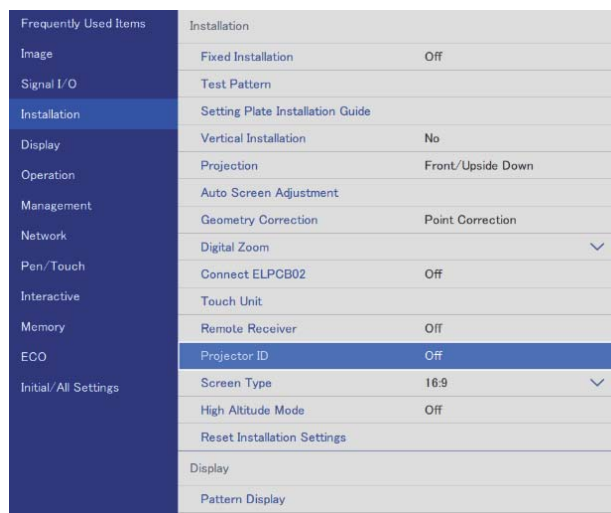 Frequently Used Items
Image
Signal I/O
Installation
Display
Operation
Management
Network
Pen/Touch
Interactive
Memory
ECO
Initial/All Settings
Installation
Fixed Installation Off
Test Pattern
Setting Plate Installation Guide
Vertical Installation No
Projection Front/Upside Down
Auto Screen Adjustment
Geometry Correction Point Correction
Digital Zoom
Connect ELPCB02 Off
Touch Unit
Remote Receiver Off
Projector ID Off
Screen Type 16:9
High Altitude Mode Off
Reset Installation Settings
Display
Pattern Display